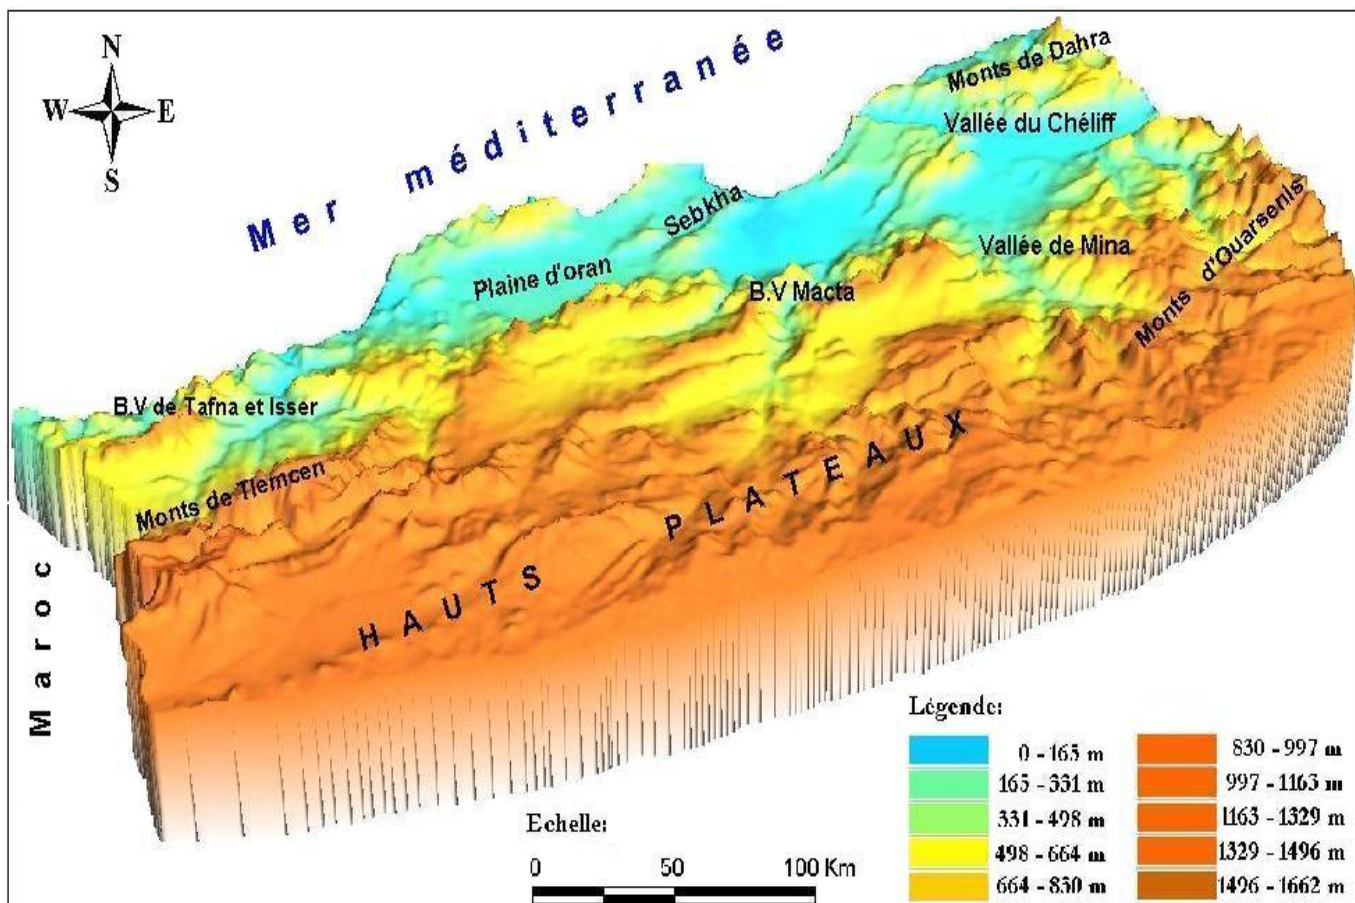 N
W E
S
Mer méditerranée
Monts de Dahra
Vallée du Chéliff
Sebkha
Plaine d'oran
Vallée de Mina
Monts d'Ouarsenis
B.V Macta
B.V de Tafna et Isser
Monts de Tlemcen
HAUTS PLATEAUX
Maroc
Légende:
0 - 165 m
165 - 331 m
331 - 498 m
498 - 664 m
664 - 830 m
830 - 997 m
997 - 1163 m
1163 - 1329 m
1329 - 1496 m
1496 - 1662 m
Echelle:
0 50 100 Km